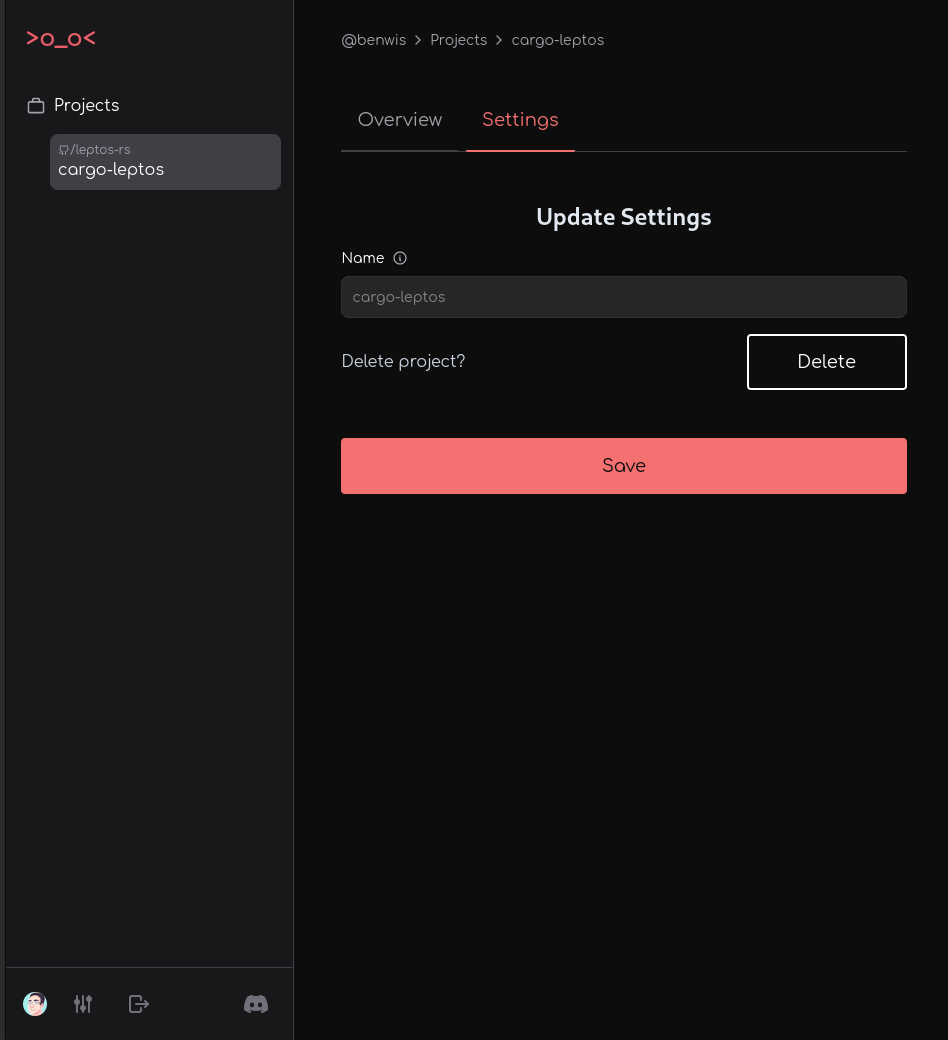 >o_o<
Projects
/leptos-rs
cargo-leptos
@benwis > Projects > cargo-leptos
Overview Settings
Update Settings
Name
cargo-leptos
Delete project? Delete
Save